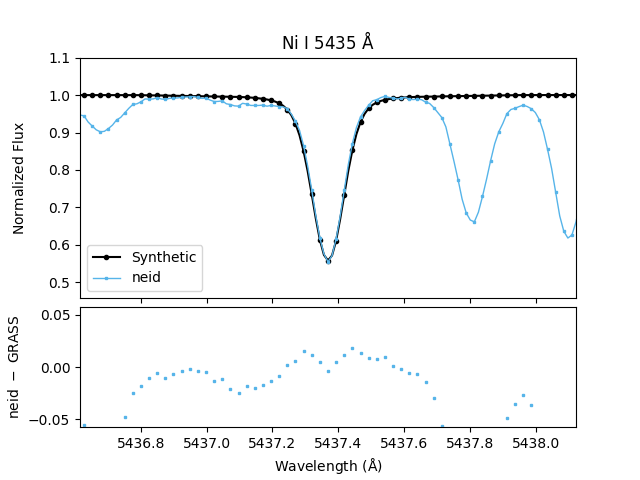 Ni I 5435 Å
1.1
1.0
0.9
0.8
0.7
0.6
0.5
Normalized Flux
Synthetic
neid
0.05
0.00
−0.05
neid − GRASS
5436.8 5437.0 5437.2 5437.4 5437.6 5437.8 5438.0
Wavelength (Å)